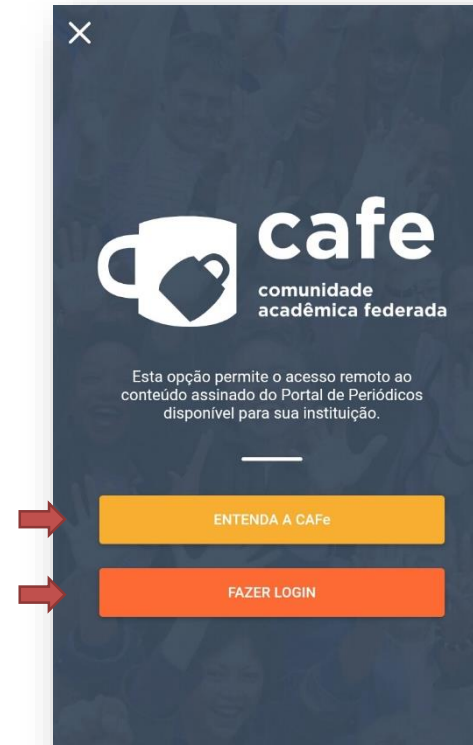 cafe
comunidade
acadêmica federada
Esta opção permite o acesso remoto ao
conteúdo assinado do Portal de Periódicos
disponível para sua instituição.
ENTENDA A CAFe
FAZER LOGIN